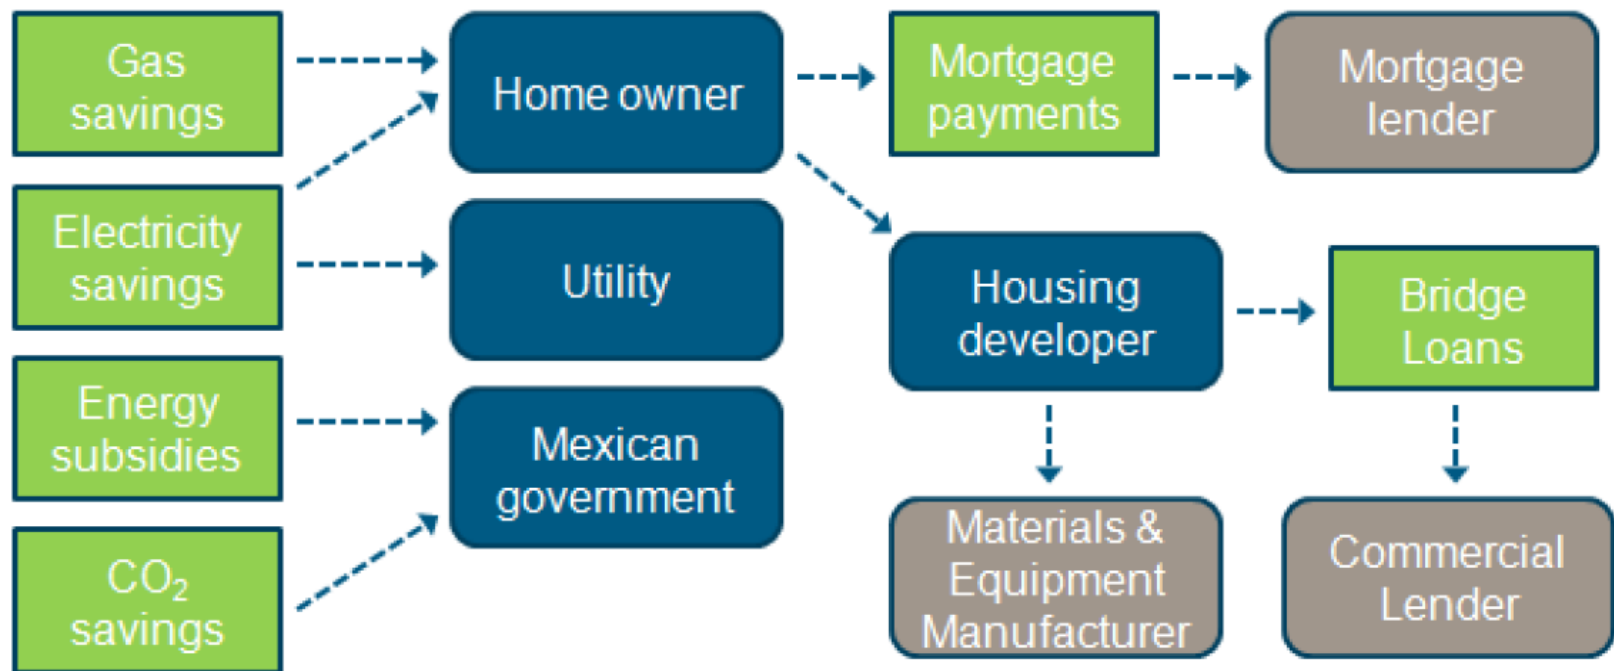 Gas
savings
Home owner
Mortgage
payments
Mortgage
lender
Electricity
savings
Utility
Housing
developer
Bridge
Loans
Energy
subsidies
Mexican
government
CO₂
savings
Materials &
Equipment
Manufacturer
Commercial
Lender